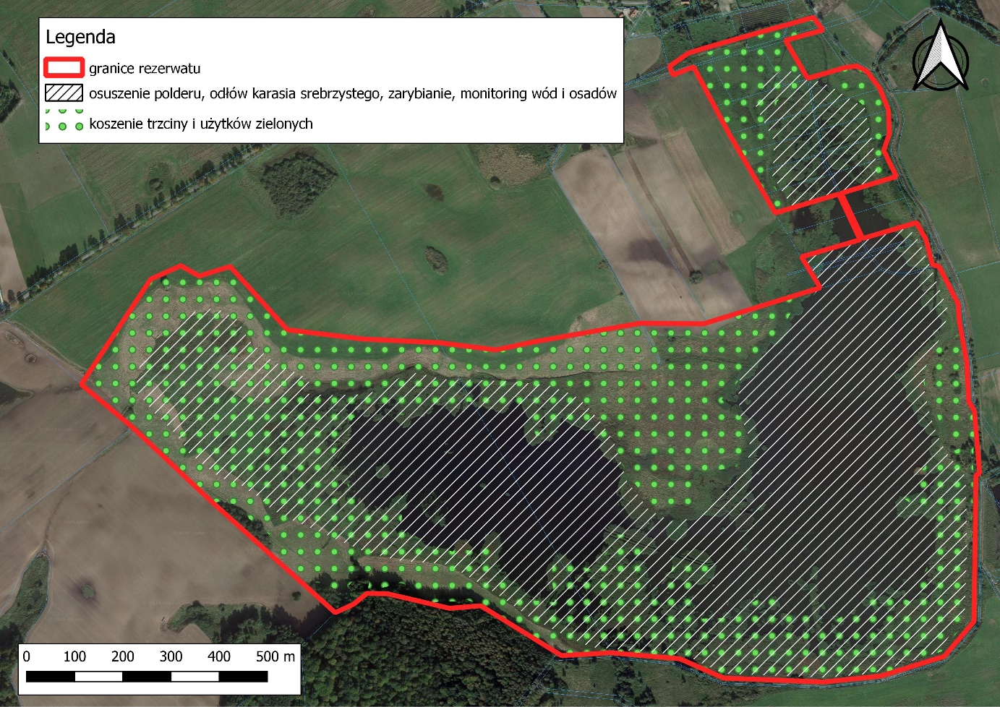 Legenda
granice rezerwatu
osuszenie polderu, odłów karasia srebrzystego, zarybianie, monitoring wód i osadów
koszenie trzciny i użytków zielonych
0 100 200 300 400 500 m